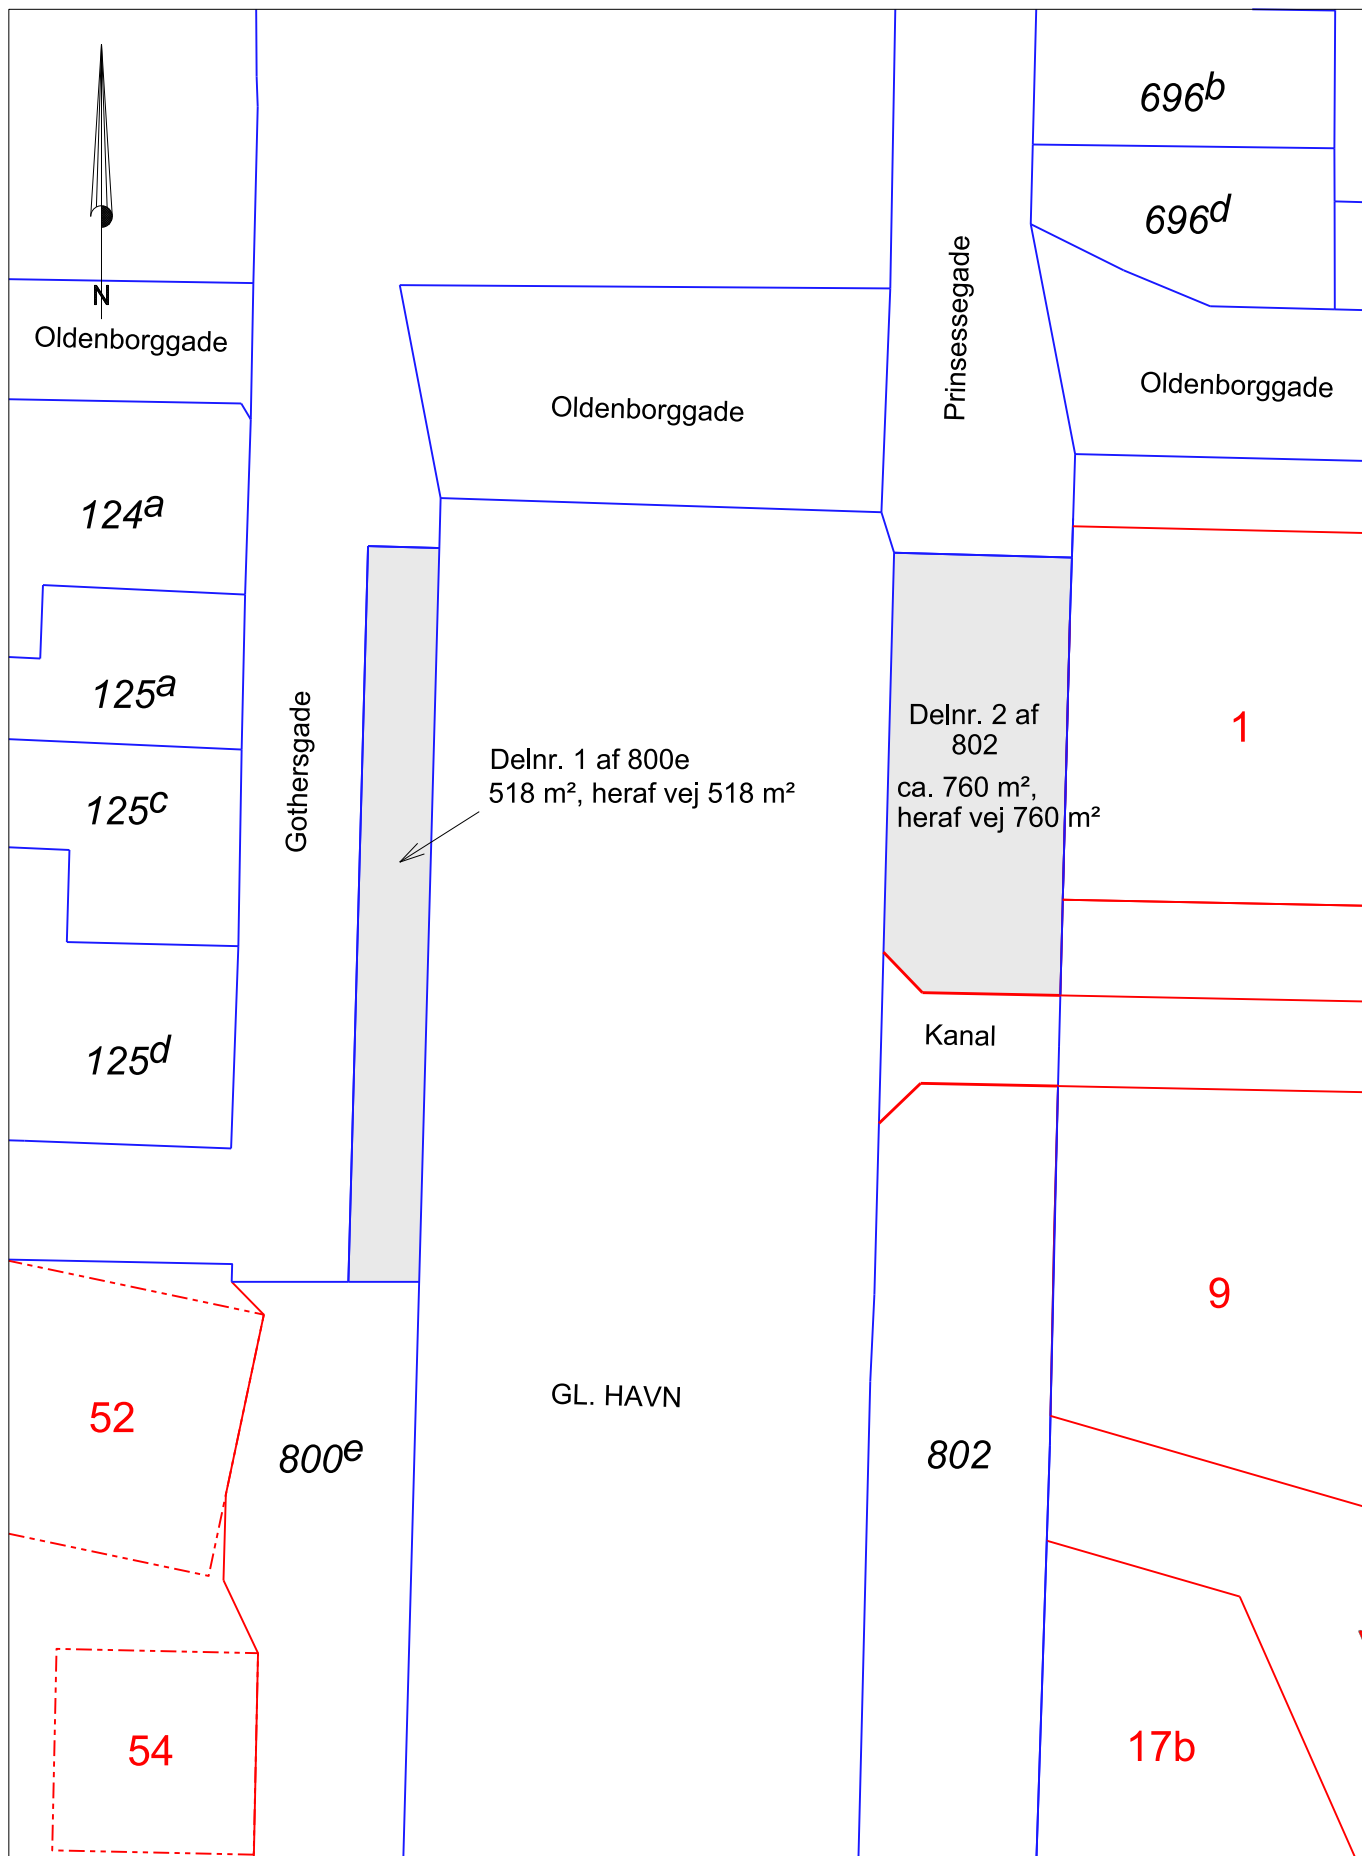 696b
696d
N
Oldenborggade
Prinsessegade
Oldenborggade
Oldenborggade
124a
125a
125c
Gothersgade
Delnr. 1 af 800e
518 m², heraf vej 518 m²
Delnr. 2 af
802
ca. 760 m²,
heraf vej 760 m²
1
125d
Kanal
9
52
GL. HAVN
800e
802
54
17b